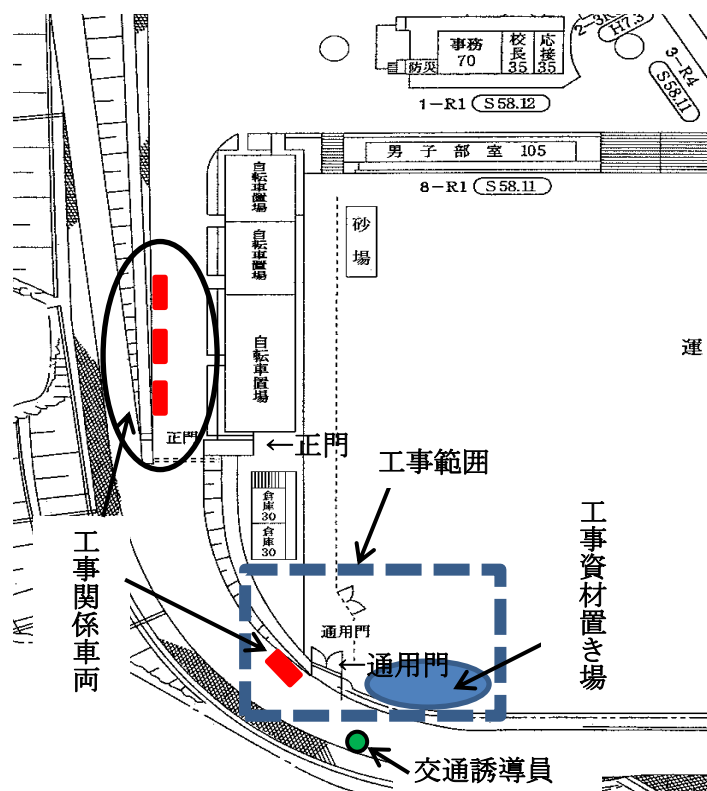 事務
70
校長
35
応接
35
防災
1-R1 S58.12
2-3R
H7.3
3-R4
S58.11
男子部室 105
8-R1 S58.11
自転車置場
砂場
自転車置場
自転車置場
運
正門
←正門
工事範囲
倉庫
30
倉庫
30
工事関係車両
工事資材置き場
通用門
←通用門
交通誘導員